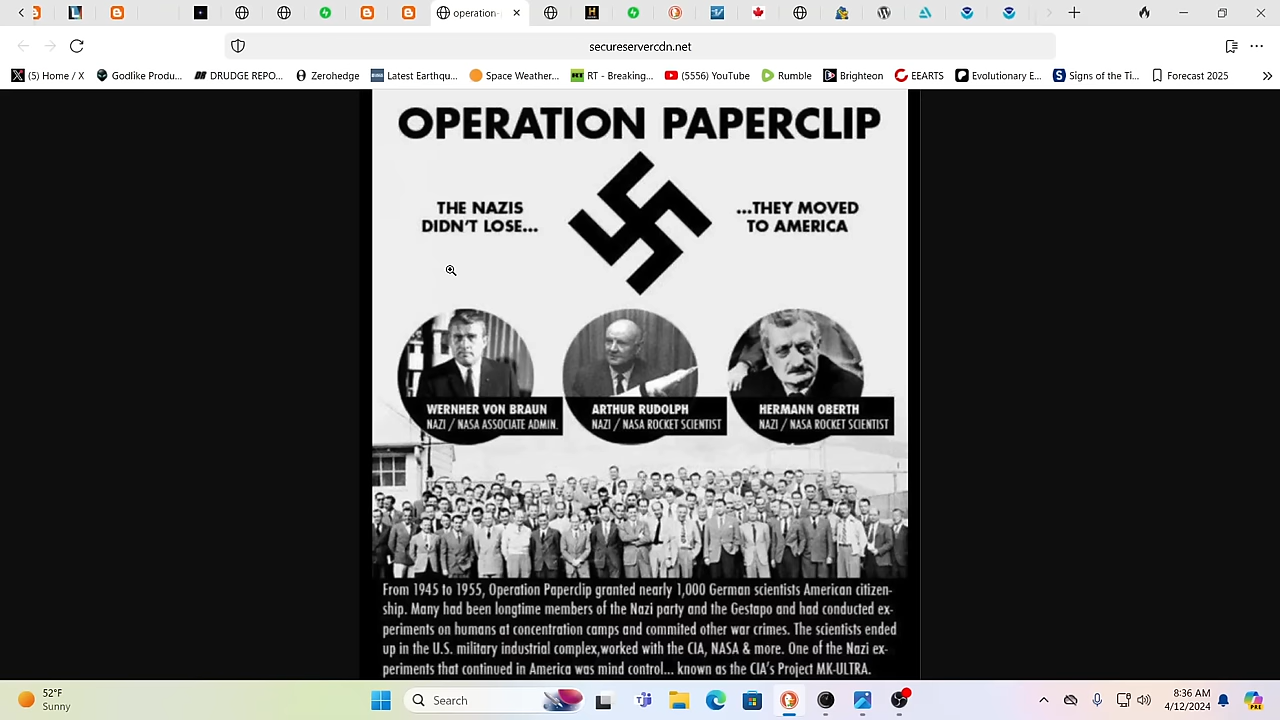 operation-
secureservercdn.net
(5) Home / X
Godlike Produ...
DRUDGE REPO...
Zerohedge
Latest Earthqu...
Space Weather...
RT - Breaking...
(5556) YouTube
Rumble
Brighteon
EEARTS
Evolutionary E...
Signs of the Ti...
Forecast 2025
OPERATION PAPERCLIP
THE NAZIS
DIDN'T LOSE...
...THEY MOVED
TO AMERICA
WERNHER VON BRAUN
NAZI / NASA ASSOCIATE ADMIN.
ARTHUR RUDOLPH
NAZI / NASA ROCKET SCIENTIST
HERMANN OBERTH
NAZI / NASA ROCKET SCIENTIST
From 1945 to 1955, Operation Paperclip granted nearly 1,000 German scientists American citizen-
ship. Many had been longtime members of the Nazi party and the Gestapo and had conducted ex-
periments on humans at concentration camps and commited other war crimes. The scientists ended
up in the U.S. military industrial complex,worked with the CIA, NASA & more. One of the Nazi ex-
periments that continued in America was mind control... known as the CIA's Project MK-ULTRA.
52°F
Sunny
Search
8:36 AM
4/12/2024